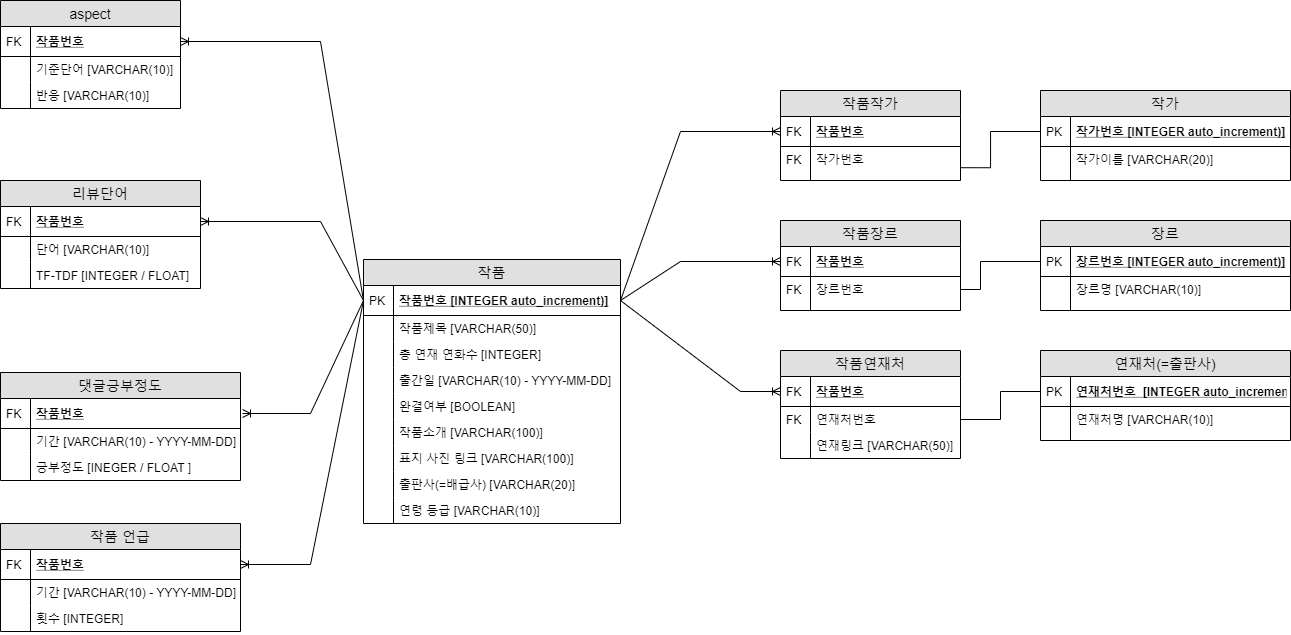 aspect
FK 작품번호
기준단어 [VARCHAR(10)]
반응 [VARCHAR(10)]
리뷰단어
FK 작품번호
단어 [VARCHAR(10)]
TF-TDF [INTEGER / FLOAT]
댓글긍부정도
FK 작품번호
기간 [VARCHAR(10) - YYYY-MM-DD]
긍부정도 [INEGER / FLOAT ]
작품 언급
FK 작품번호
기간 [VARCHAR(10) - YYYY-MM-DD]
횟수 [INTEGER]
작품
PK 작품번호 [INTEGER auto_increment)]
작품제목 [VARCHAR(50)]
총 연재 연화수 [INTEGER]
출간일 [VARCHAR(10) - YYYY-MM-DD]
완결여부 [BOOLEAN]
작품소개 [VARCHAR(100)]
표지 사진 링크 [VARCHAR(100)]
출판사(=배급사) [VARCHAR(20)]
연령 등급 [VARCHAR(10)]
작품작가
FK 작품번호
FK 작가번호
작가
PK 작가번호 [INTEGER auto_increment)]
작가이름 [VARCHAR(20)]
작품장르
FK 작품번호
FK 장르번호
장르
PK 장르번호 [INTEGER auto_increment)]
장르명 [VARCHAR(10)]
작품연재처
FK 작품번호
FK 연재처번호
연재링크 [VARCHAR(50)]
연재처(=출판사)
PK 연재처번호 [INTEGER auto_incremen
연재처명 [VARCHAR(10)]